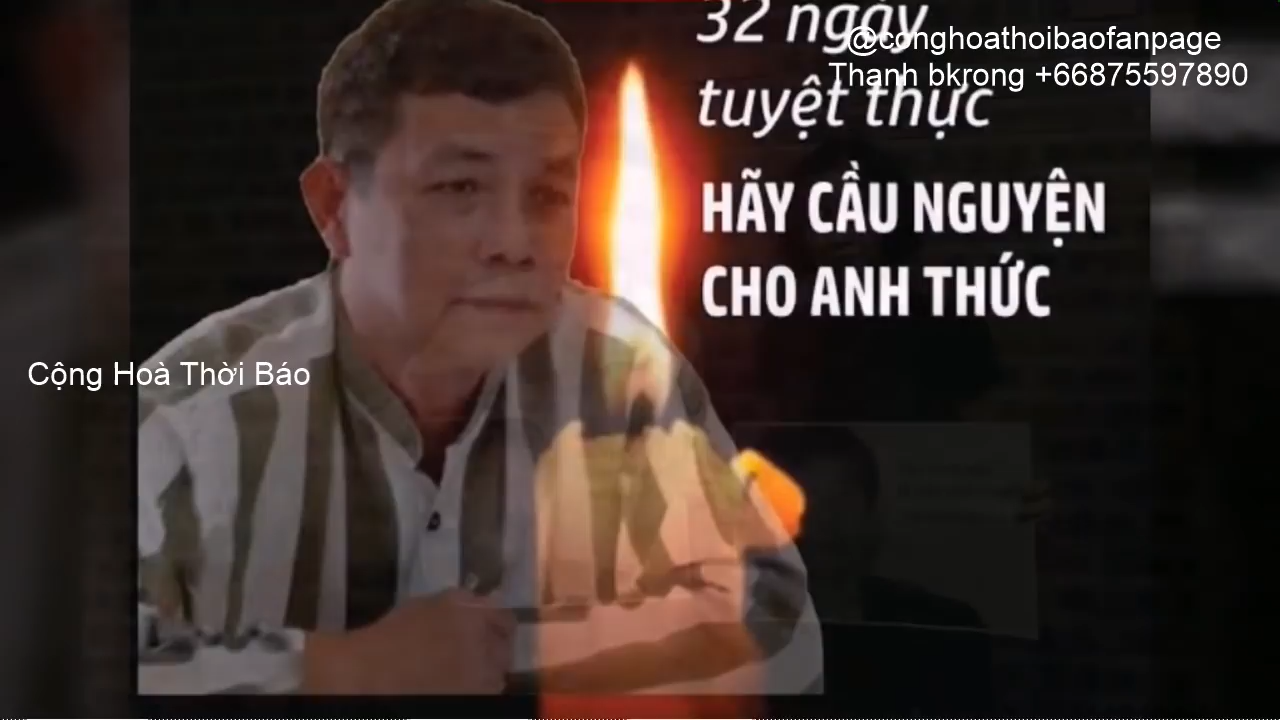 32 ngày
@conghoathoibaofanpage
Thanh bkrong +66875597890
tuyệt thực
HÃY CẦU NGUYỆN
CHO ANH THỨC
Cộng Hoà Thời Báo